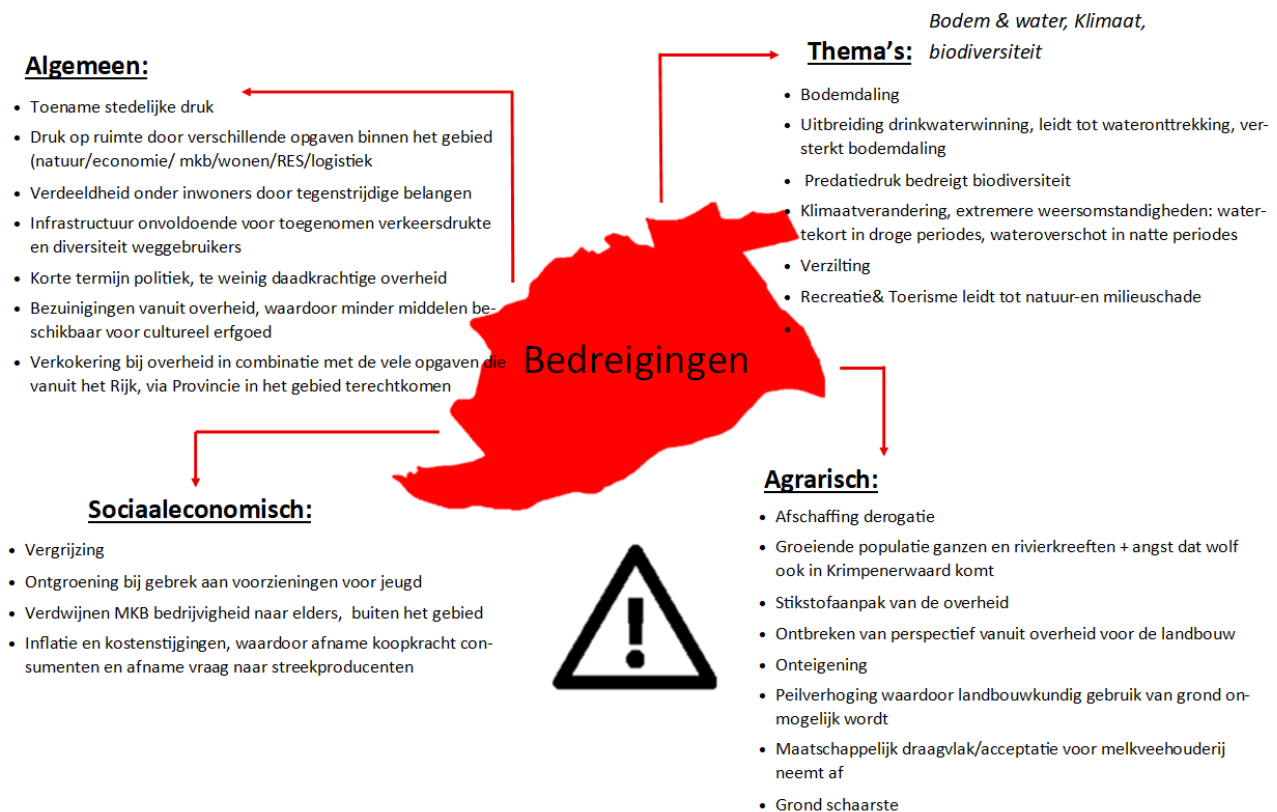 Algemeen:
• Toename stedelijke druk
• Druk op ruimte door verschillende opgaven binnen het gebied
(natuur/economie/ mkb/wonen/RES/logistiek
• Verdeeldheid onder inwoners door tegenstrijdige belangen
• Infrastructuur onvoldoende voor toegenomen verkeersdrukte
en diversiteit weggebruikers
• Korte termijn politiek, te weinig daadkrachtige overheid
• Bezuinigingen vanuit overheid, waardoor minder middelen be-
schikbaar voor cultureel erfgoed
• Verkokering bij overheid in combinatie met de vele opgaven die
vanuit het Rijk, via Provincie in het gebied terechtkomen
Bodem & water, Klimaat,
Thema's: biodiversiteit
• Bodemdaling
• Uitbreiding drinkwaterwinning, leidt tot wateronttrekking, ver-
sterkt bodemdaling
• Predatiedruk bedreigt biodiversiteit
• Klimaatverandering, extremere weersomstandigheden: water-
tekort in droge periodes, wateroverschot in natte periodes
• Verzilting
• Recreatie& Toerisme leidt tot natuur-en milieuschade
•
Bedreigingen
Sociaaleconomisch:
• Vergrijzing
• Ontgroening bij gebrek aan voorzieningen voor jeugd
• Verdwijnen MKB bedrijvigheid naar elders, buiten het gebied
• Inflatie en kostenstijgingen, waardoor afname koopkracht con-
sumenten en afname vraag naar streekproducenten
!
Agrarisch:
• Afschaffing derogatie
• Groeiende populatie ganzen en rivierkreeften + angst dat wolf
ook in Krimpenerwaard komt
• Stikstofaanpak van de overheid
• Ontbreken van perspectief vanuit overheid voor de landbouw
• Onteigening
• Peilverhoging waardoor landbouwkundig gebruik van grond on-
mogelijk wordt
• Maatschappelijk draagvlak/acceptatie voor melkveehouderij
neemt af
• Grond schaarste